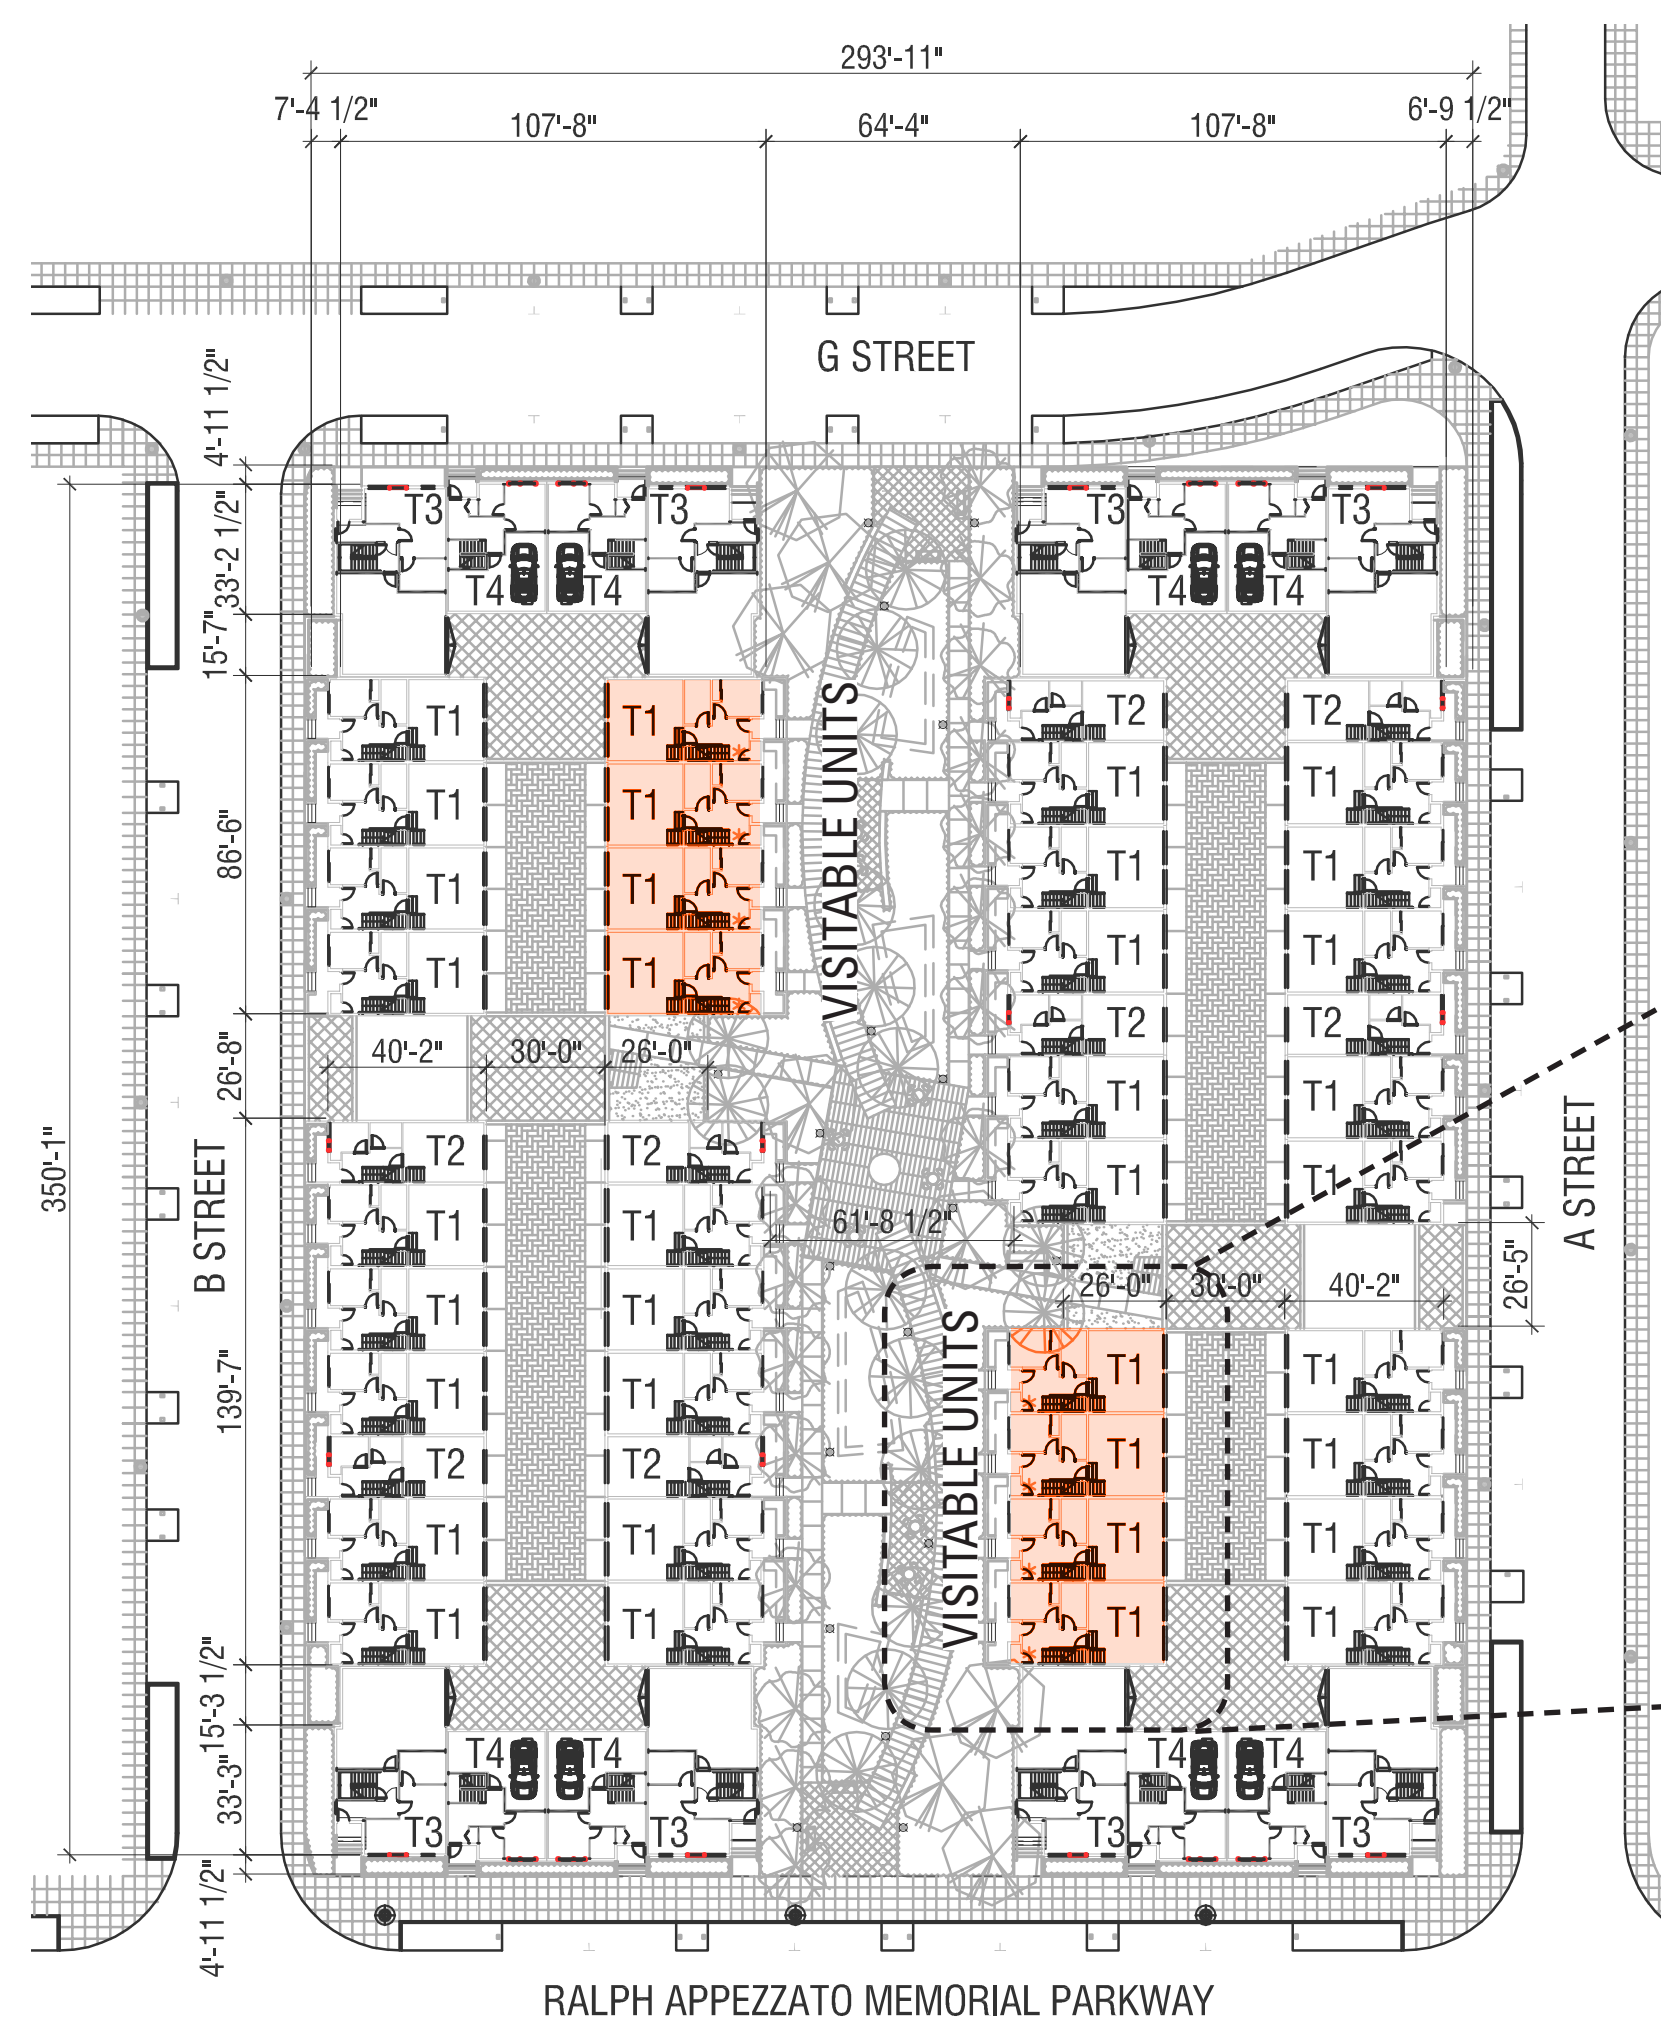 293'-11"
7'-4 1/2" 107'-8" 64'-4" 107'-8" 6'-9 1/2"
G STREET
4'-11 1/2"
T3 T3 T3 T3
33'-2 1/2"
T4 T4 T4 T4
15'-7"
T1 T1 T2 T2
VISITABLE UNITS
T1 T1 T1 T1
86'-6"
T1 T1 T1 T1
T1 T1 T1 T1
T2 T2
40'-2" 30'-0" 26'-0"
26'-8"
T1 T1
350'-1"
B STREET
A STREET
T2 T2 T1 T1
T1 T1
61'-8 1/2"
26'-5"
26'-0" 30'-0" 40'-2"
T1 T1
VISITABLE UNITS
139'-7"
T1 T1 T1 T1
T2 T2 T1 T1
T1 T1 T1 T1
T1 T1 T1 T1
15'-3 1/2"
T4 T4 T4 T4
33'-3"
T3 T3 T3 T3
4'-11 1/2"
RALPH APPEZZATO MEMORIAL PARKWAY